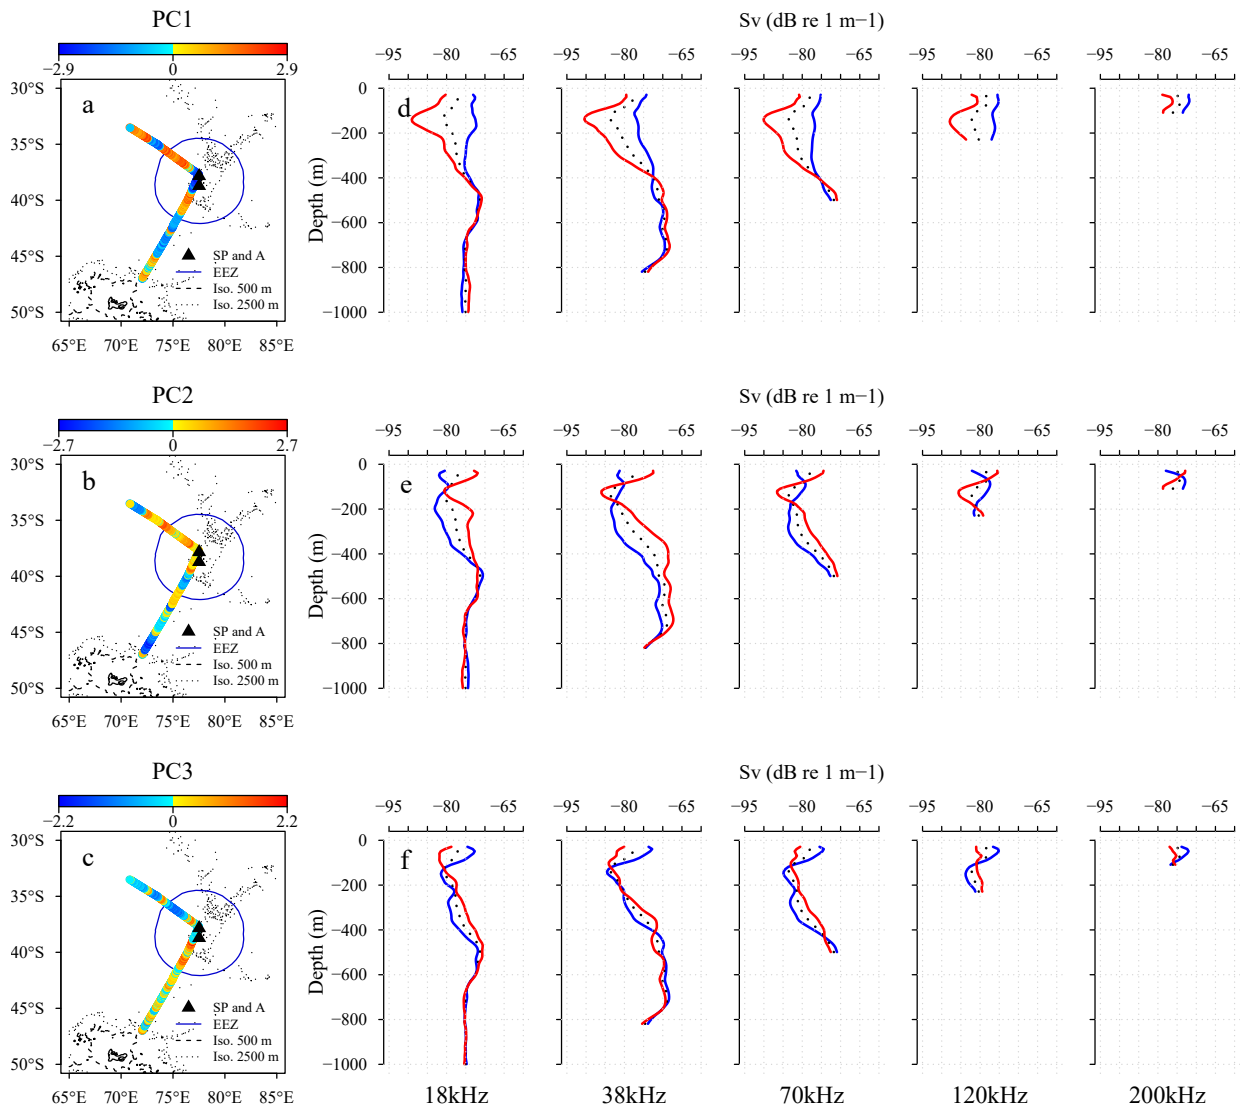 PC1
Sv (dB re 1 m−1)
−2.9 0 2.9
−95 −80 −65 −95 −80 −65 −95 −80 −65 −95 −80 −65 −95 −80 −65
30°S
35°S
40°S
45°S
50°S
a
SP and A
EEZ
Iso. 500 m
Iso. 2500 m
65°E 70°E 75°E 80°E 85°E
Depth (m)
0
−200
−400
−600
−800
−1000
d
PC2
Sv (dB re 1 m−1)
−2.7 0 2.7
−95 −80 −65 −95 −80 −65 −95 −80 −65 −95 −80 −65 −95 −80 −65
30°S
35°S
40°S
45°S
50°S
b
SP and A
EEZ
Iso. 500 m
Iso. 2500 m
65°E 70°E 75°E 80°E 85°E
Depth (m)
0
−200
−400
−600
−800
−1000
e
PC3
Sv (dB re 1 m−1)
−2.2 0 2.2
−95 −80 −65 −95 −80 −65 −95 −80 −65 −95 −80 −65 −95 −80 −65
30°S
35°S
40°S
45°S
50°S
c
SP and A
EEZ
Iso. 500 m
Iso. 2500 m
65°E 70°E 75°E 80°E 85°E
Depth (m)
0
−200
−400
−600
−800
−1000
f
18kHz 38kHz 70kHz 120kHz 200kHz